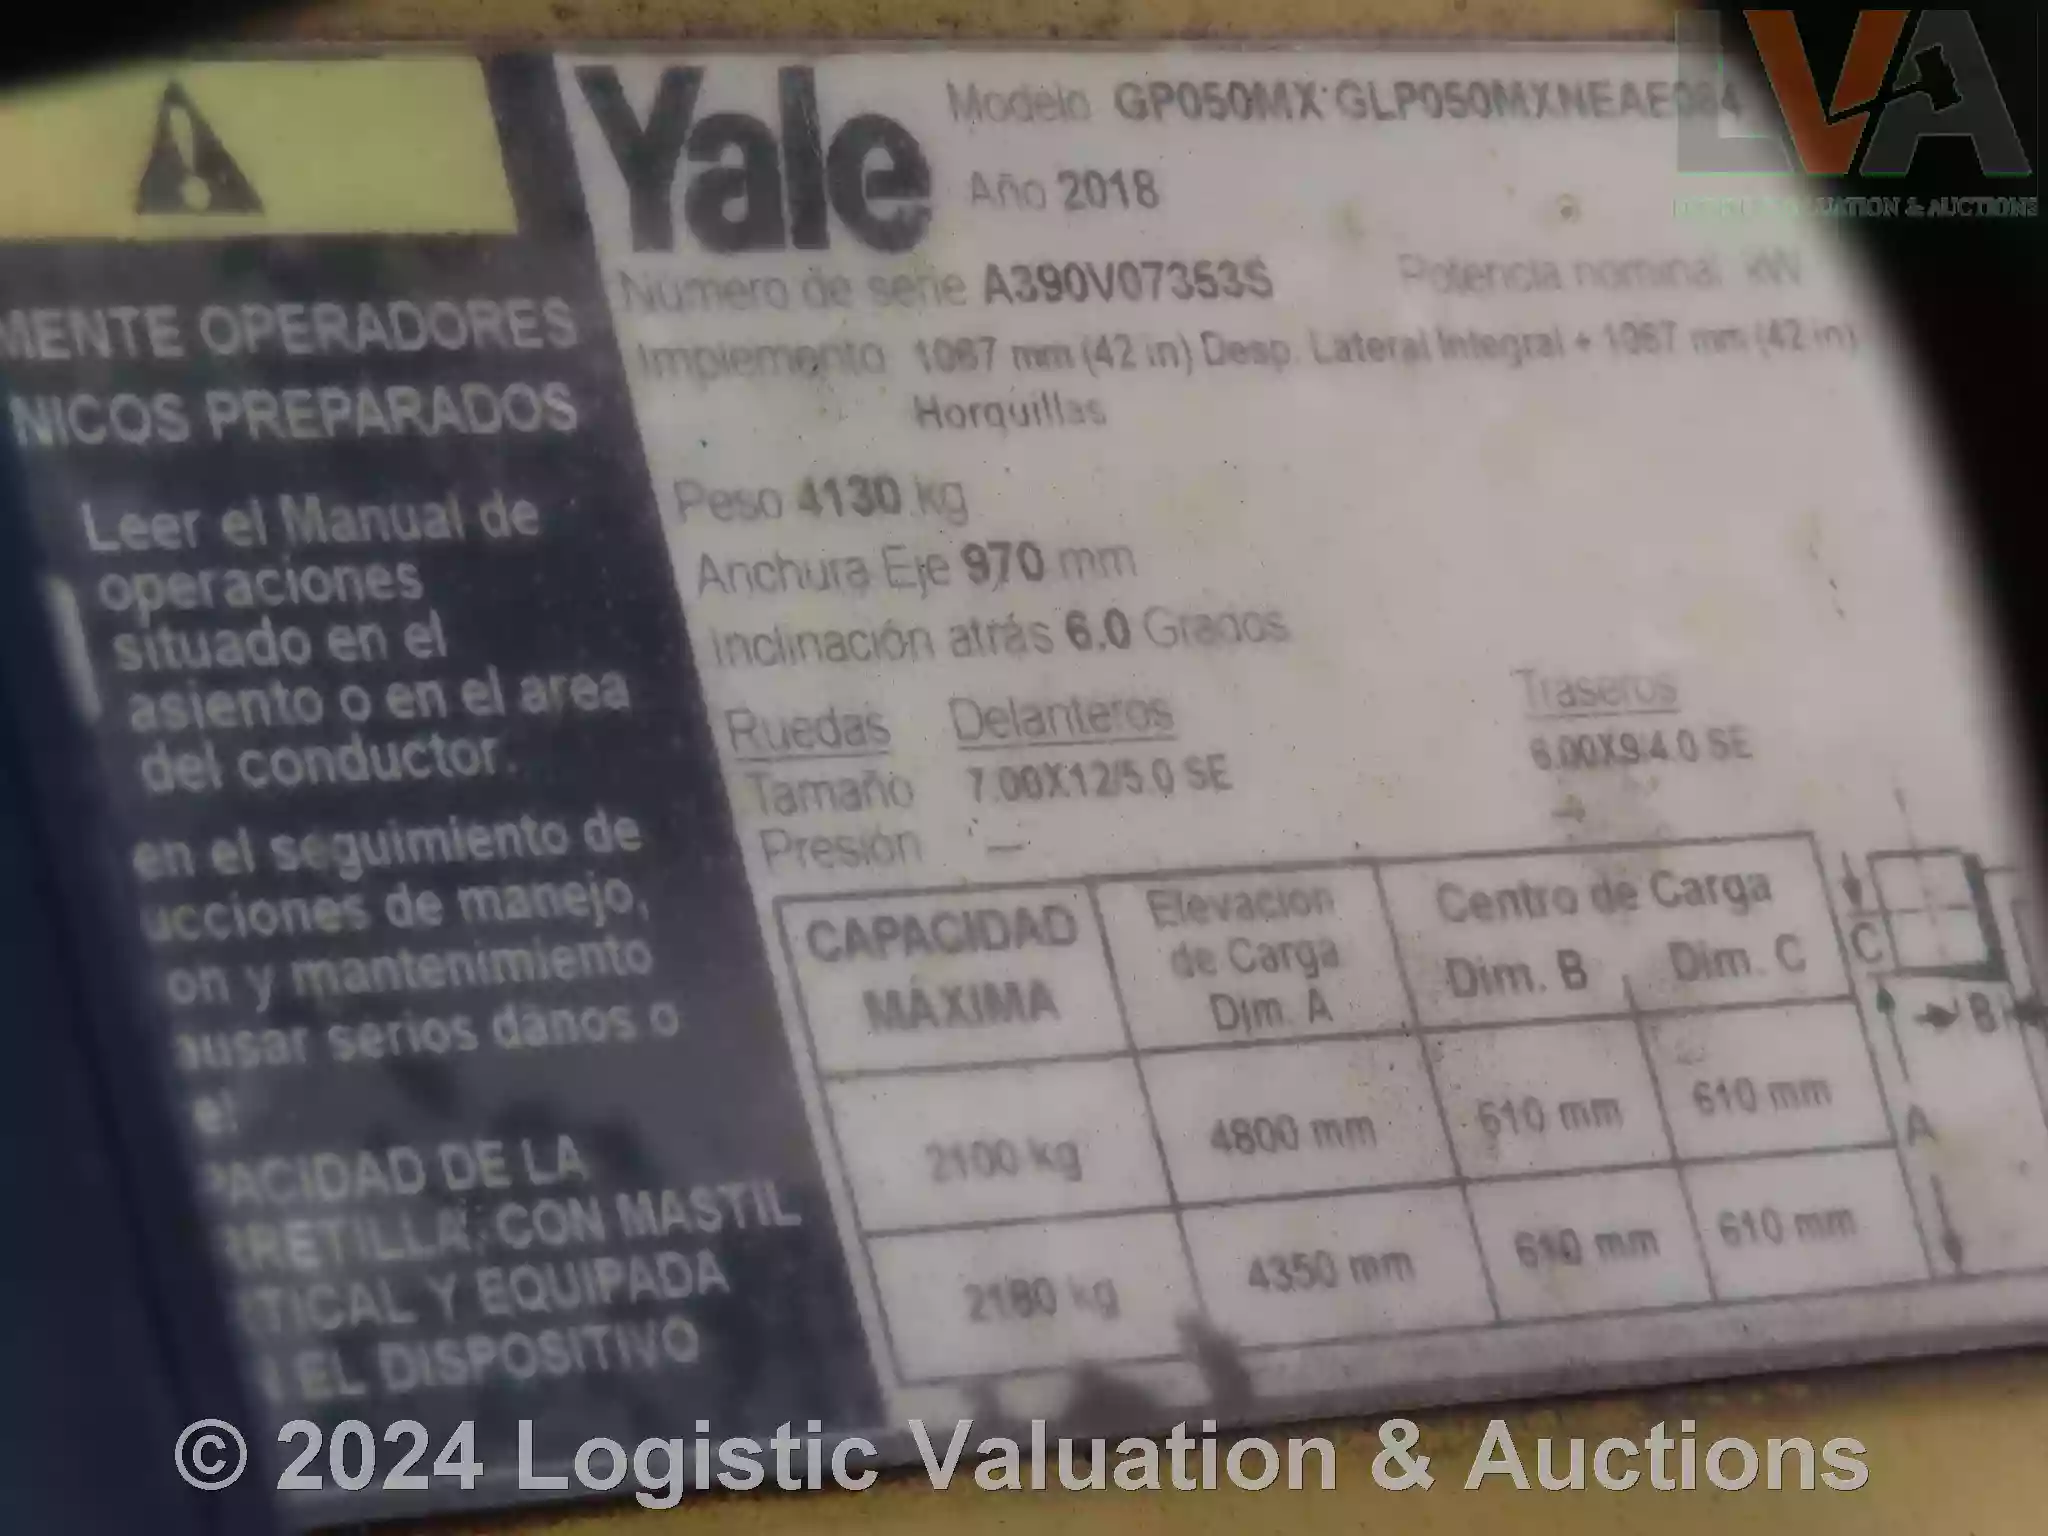 Yale
Modelo GP050MX GLP050MXNEAE084
Año 2018
Número de serie A390V07353S Potencia nominal kW
Implemento 1067 mm (42 in) Desp. Lateral Integral + 1067 mm (42 in)
Horquillas
Peso 4130 kg
Anchura Eje 970 mm
Inclinación atrás 6.0 Grados
Ruedas Delanteros Traseros
Tamaño 7.00X12/5.0 SE 6.00X9/4.0 SE
Presión —
CAPACIDAD MÁXIMA
Elevacion de Carga Dim. A
Centro de Carga
Dim. B Dim. C
2100 kg 4800 mm 610 mm 610 mm
2180 kg 4350 mm 610 mm 610 mm
C
B
A
MENTE OPERADORES
NICOS PREPARADOS
Leer el Manual de
operaciones
situado en el
asiento o en el area
del conductor.
en el seguimiento de
ucciones de manejo,
on y mantenimiento
ausar serios danos o
el
PACIDAD DE LA
RRETILLA, CON MASTIL
TICAL Y EQUIPADA
EL DISPOSITIVO
LVA
VALUATION & AUCTIONS
© 2024 Logistic Valuation & Auctions